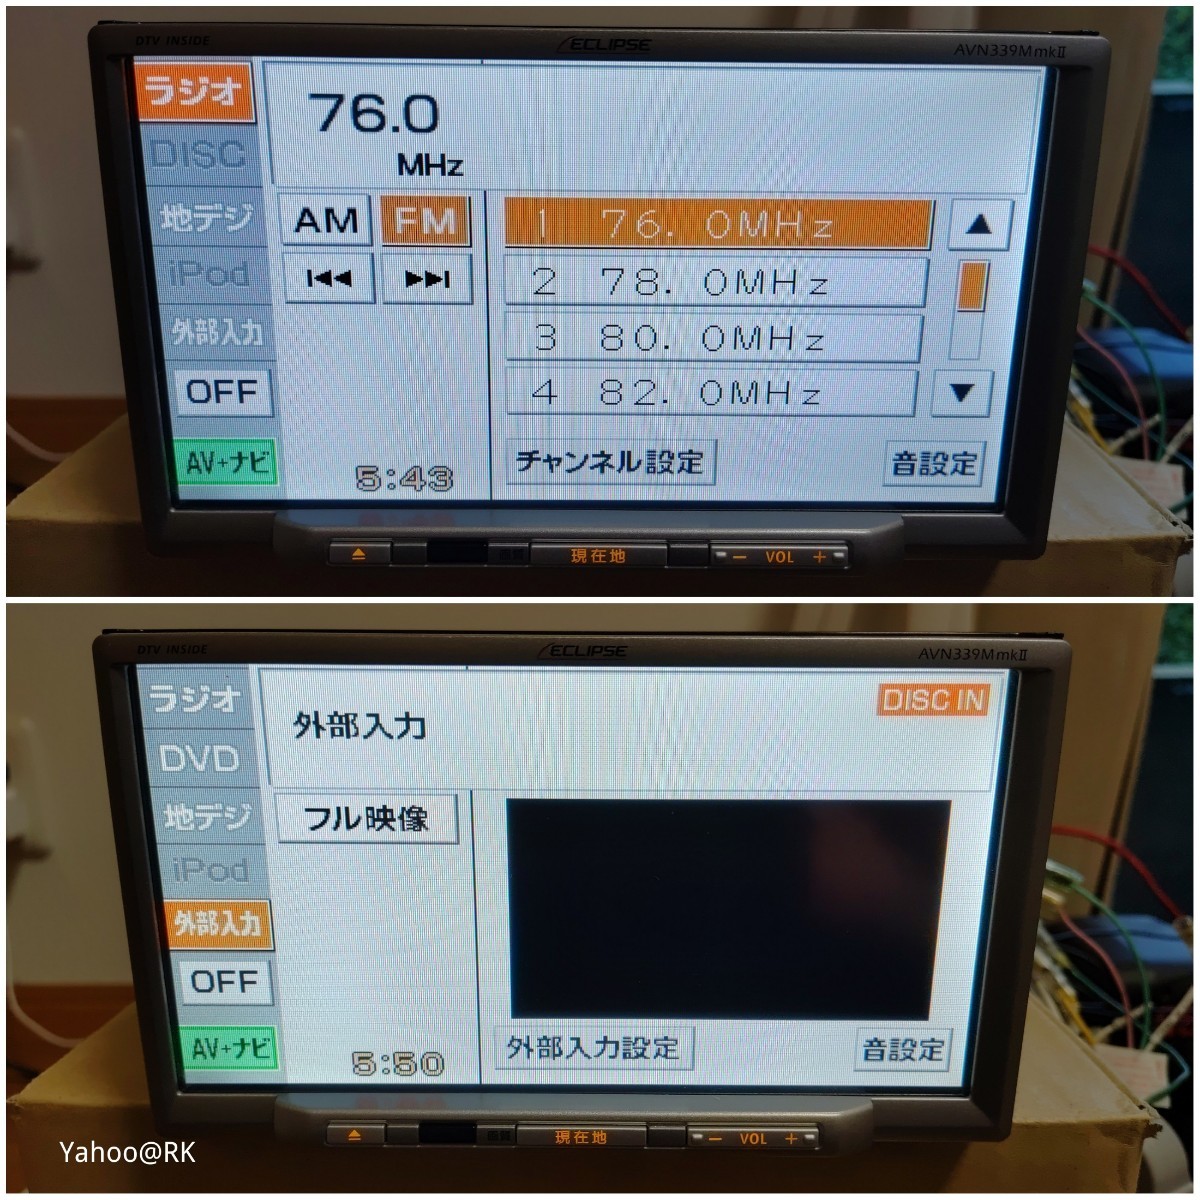 DTV INSIDE
ECLIPSE
AVN339MmkII
ラジオ
76.0
MHz
DISC
地デジ
AM FM
1 76. 0MHz
▲
iPod
2 78. 0MHz
外部入力
3 80. 0MHz
OFF
4 82. 0MHz
▼
AV+ナビ
5:43
チャンネル設定
音設定
画質
現在地
− VOL +
DTV INSIDE
ECLIPSE
AVN339MmkII
ラジオ
外部入力
DISC IN
DVD
地デジ
フル映像
iPod
外部入力
OFF
AV+ナビ
5:50
外部入力設定
音設定
画質
現在地
− VOL +
Yahoo@RK